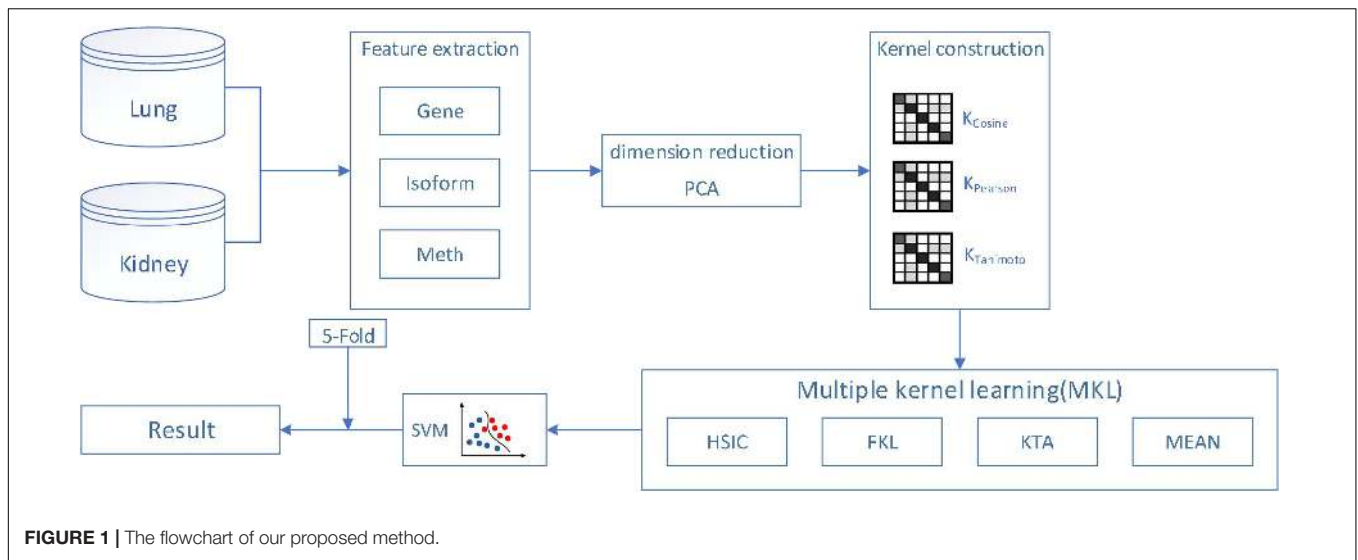 Lung
Kidney
Feature extraction
Gene
Isoform
Meth
dimension reduction
PCA
Kernel construction
KCosine
KPearson
KTanimoto
5-Fold
Multiple kernel learning(MKL)
HSIC
FKL
KTA
MEAN
SVM
Result
FIGURE 1 | The flowchart of our proposed method.